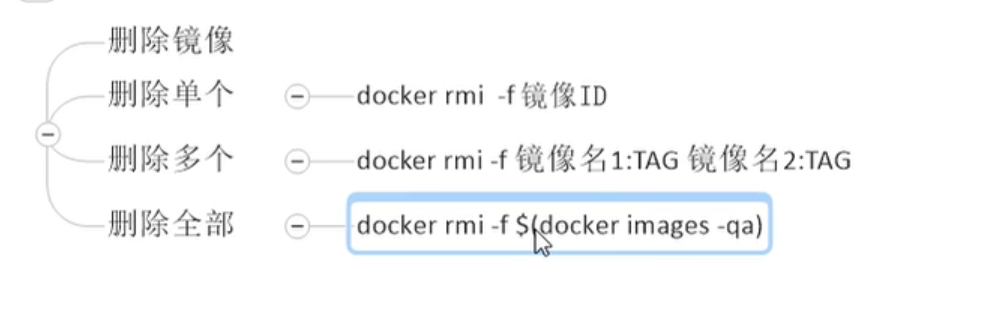 删除镜像
删除单个 docker rmi -f 镜像ID
删除多个 docker rmi -f 镜像名1:TAG 镜像名2:TAG
删除全部 docker rmi -f $(docker images -qa)